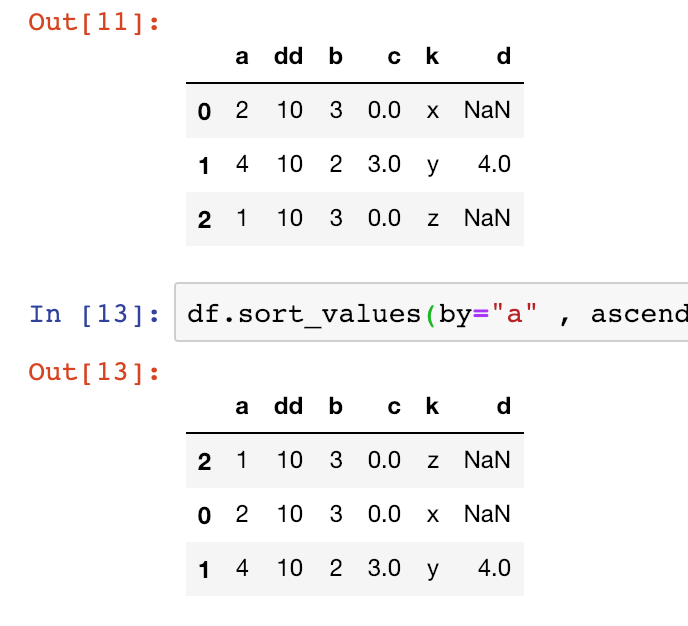 Out[11]:
a dd b c k d
0 2 10 3 0.0 x NaN
1 4 10 2 3.0 y 4.0
2 1 10 3 0.0 z NaN
In [13]: df.sort_values(by="a" , ascend
Out[13]:
a dd b c k d
2 1 10 3 0.0 z NaN
0 2 10 3 0.0 x NaN
1 4 10 2 3.0 y 4.0